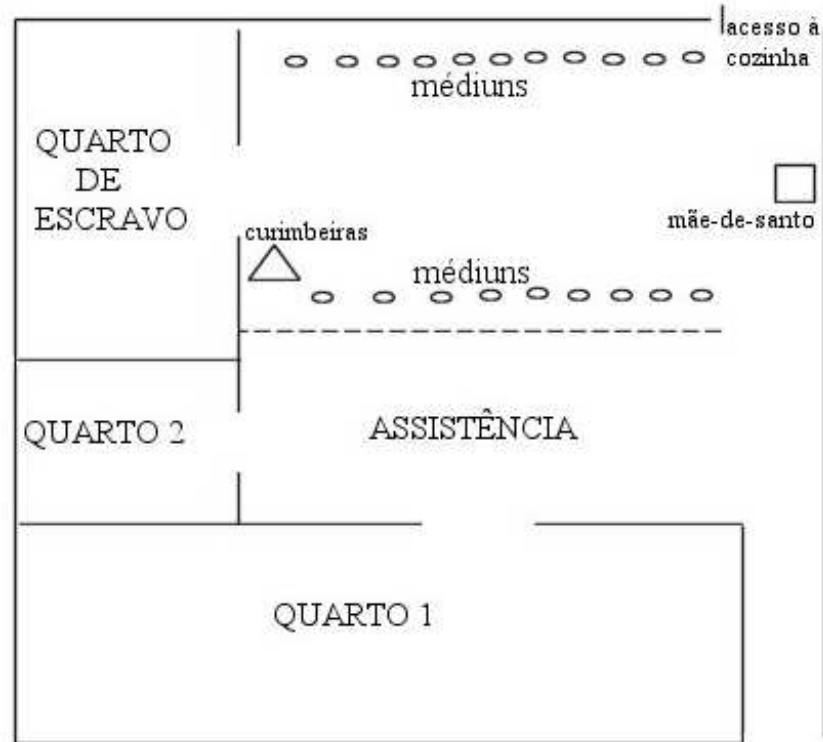 acesso à
cozinha
médiuns
QUARTO
DE
ESCRAVO
mãe-de-santo
curimbeiras
médiuns
QUARTO 2
ASSISTÊNCIA
QUARTO 1